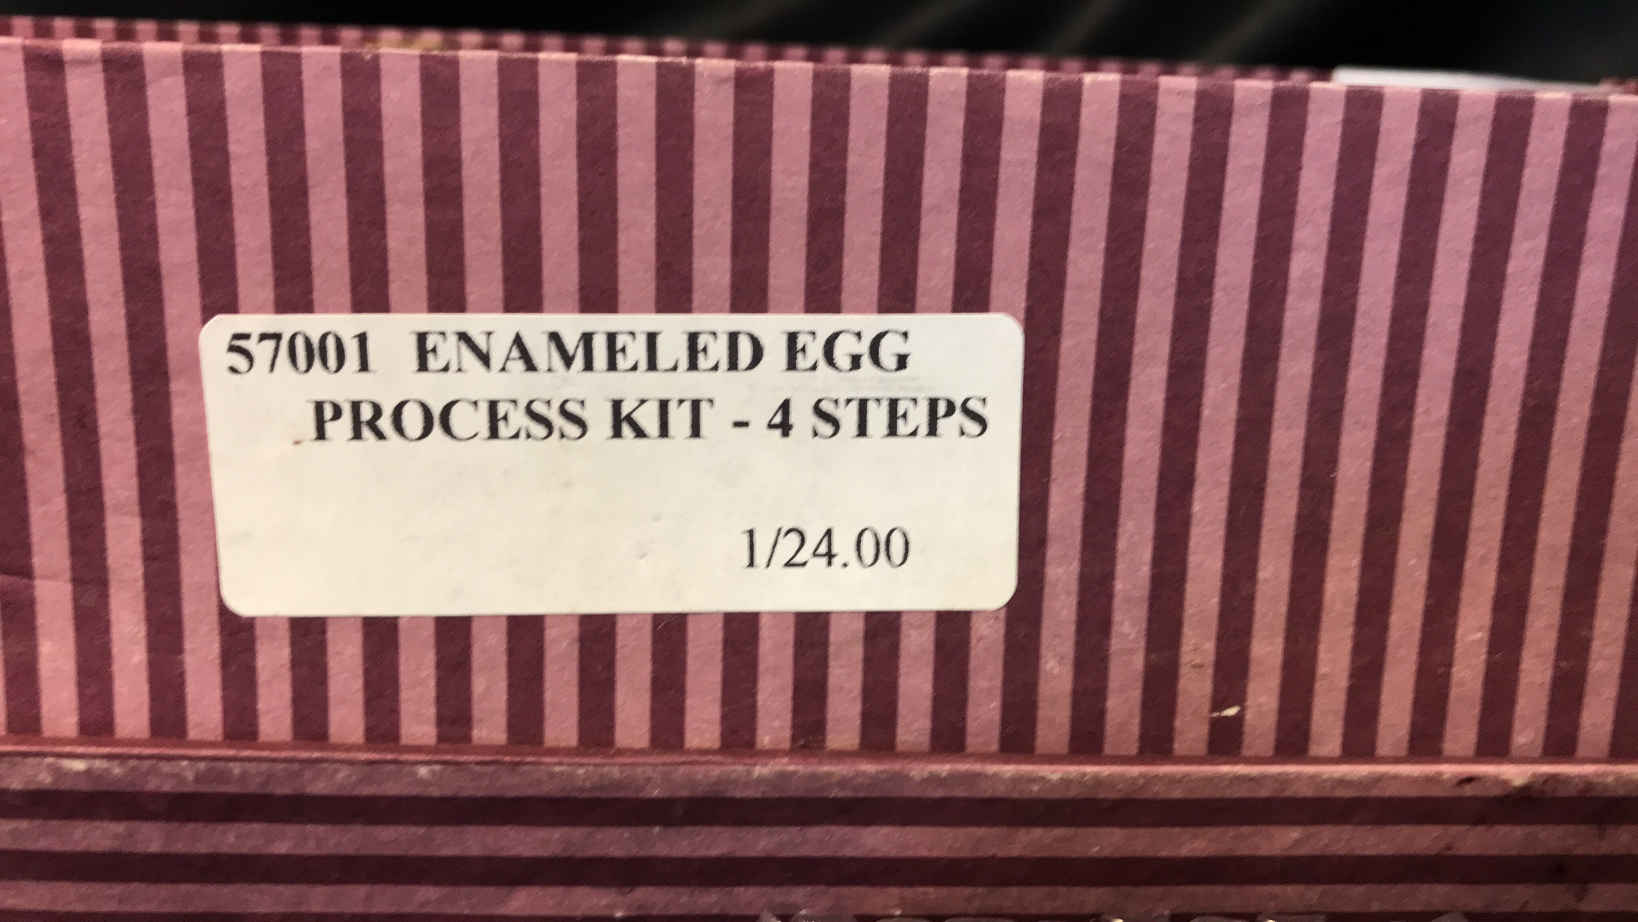 57001 ENAMELED EGG
PROCESS KIT - 4 STEPS
1/24.00